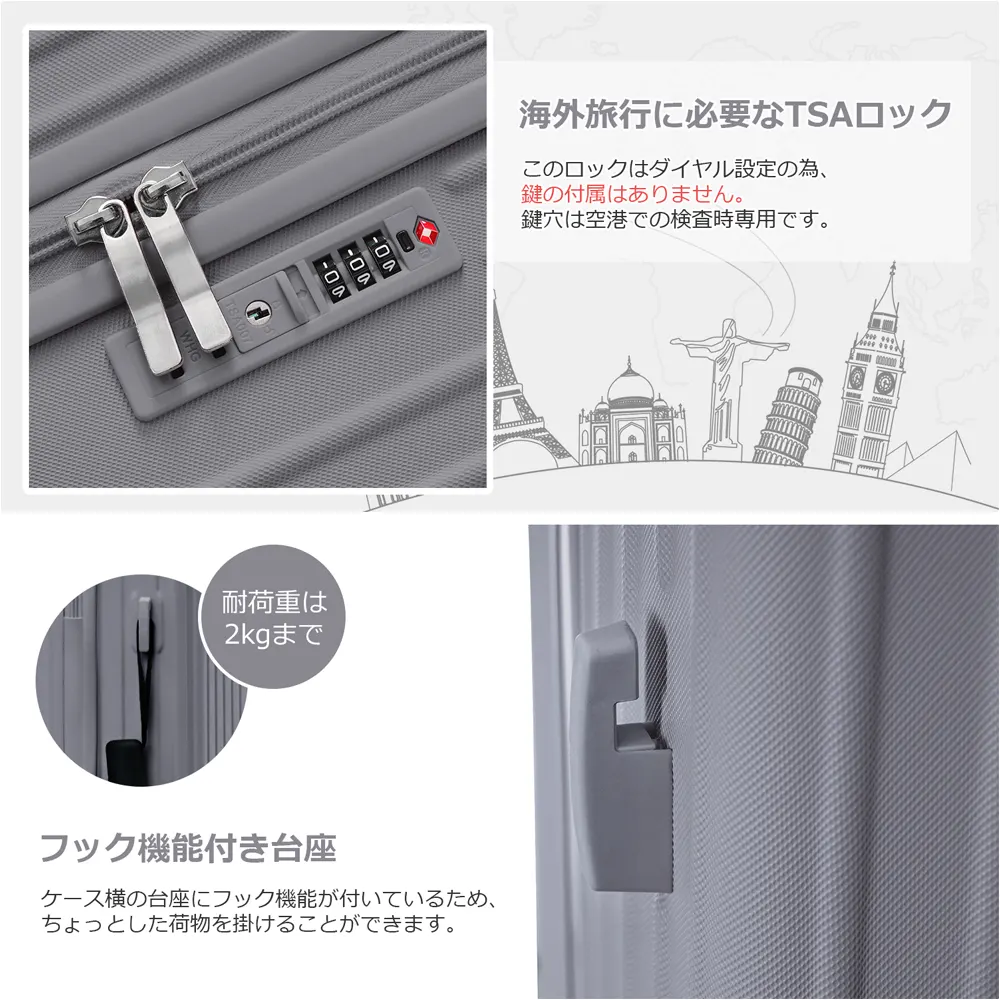 海外旅行に必要なTSAロック
このロックはダイヤル設定の為、
鍵の付属はありません。
鍵穴は空港での検査時専用です。
耐荷重は
2kgまで
フック機能付き台座
ケース横の台座にフック機能が付いているため、
ちょっとした荷物を掛けることができます。